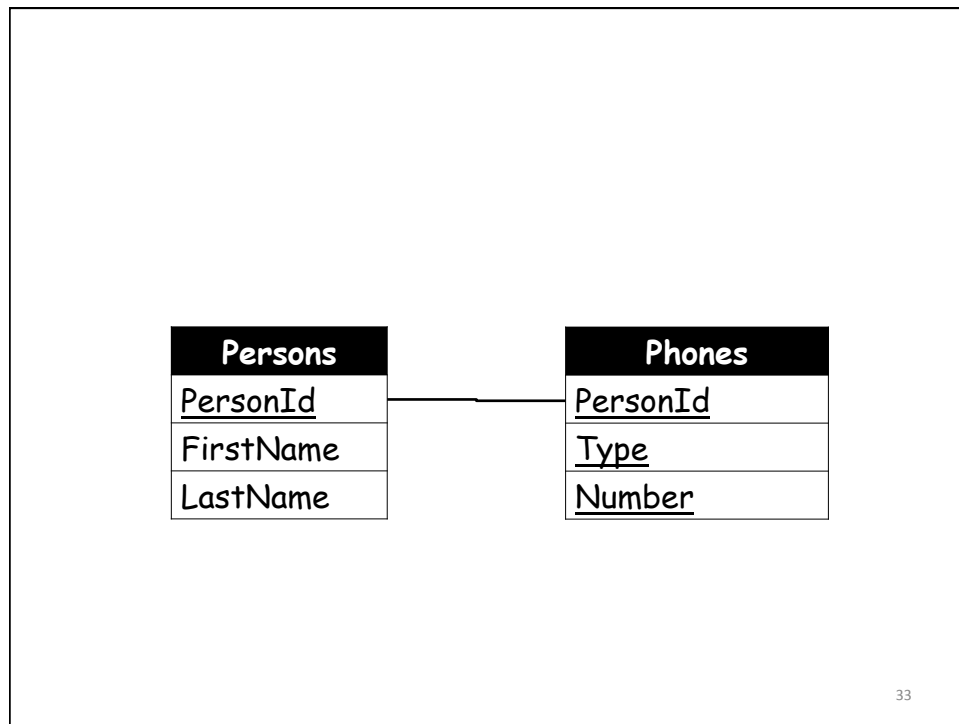 Persons
PersonId
FirstName
LastName
Phones
PersonId
Type
Number
33